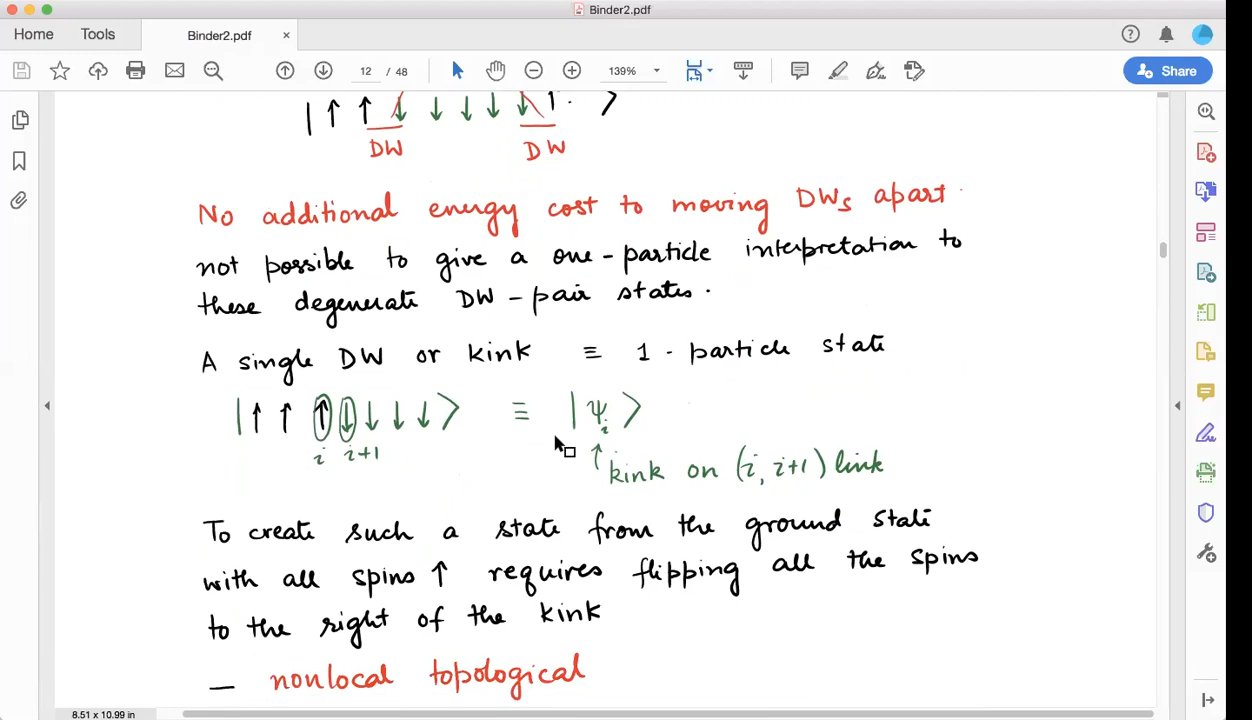 Binder2.pdf
Home Tools Binder2.pdf ×
12 / 48 139% Share
|↑ ↑ ↓ ↓ ↓ ↓ ↓ ↑ . 〉
DW DW
No additional energy cost to moving DWs apart
not possible to give a one-particle interpretation to
these degenerate DW-pair states.
A single DW or kink ≡ 1-particle state
|↑ ↑ ↑ ↓ ↓ ↓ ↓〉 ≡ |ψi〉
i i+1
↑ kink on (i, i+1) link
To create such a state from the ground state
with all spins ↑ requires flipping all the spins
to the right of the kink
— nonlocal topological
8.51 x 10.99 in